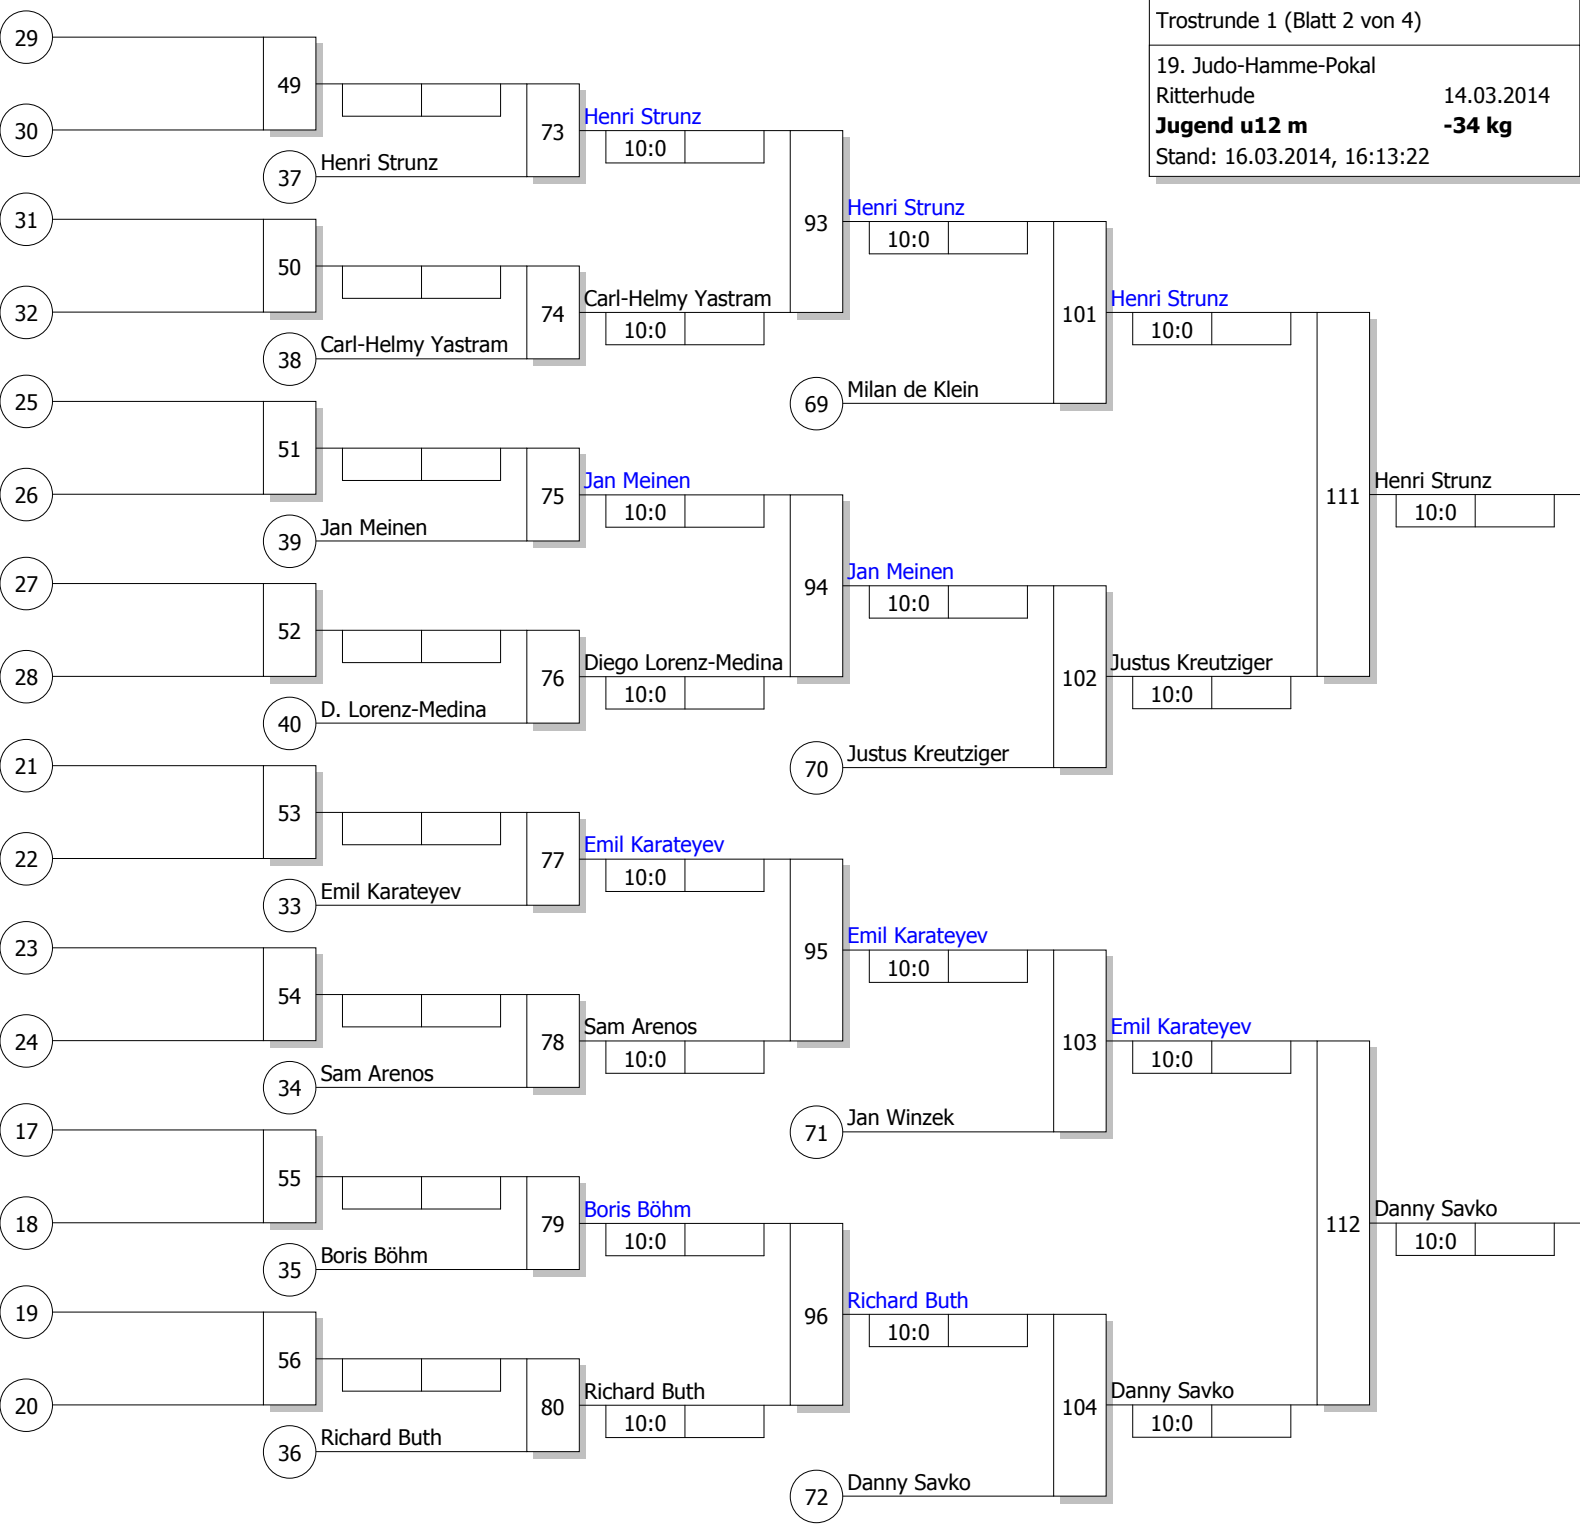 Trostrunde 1 (Blatt 2 von 4)
19. Judo-Hamme-Pokal
Ritterhude 14.03.2014
Jugend u12 m -34 kg
Stand: 16.03.2014, 16:13:22
29
30
31
32
25
26
27
28
21
22
23
24
17
18
19
20
49
37 Henri Strunz
50
38 Carl-Helmy Yastram
51
39 Jan Meinen
52
40 D. Lorenz-Medina
53
33 Emil Karateyev
54
34 Sam Arenos
55
35 Boris Böhm
56
36 Richard Buth
73 Henri Strunz
10:0
74 Carl-Helmy Yastram
10:0
75 Jan Meinen
10:0
76 Diego Lorenz-Medina
10:0
77 Emil Karateyev
10:0
78 Sam Arenos
10:0
79 Boris Böhm
10:0
80 Richard Buth
10:0
93 Henri Strunz
10:0
69 Milan de Klein
94 Jan Meinen
10:0
70 Justus Kreutziger
95 Emil Karateyev
10:0
71 Jan Winzek
96 Richard Buth
10:0
72 Danny Savko
101 Henri Strunz
10:0
102 Justus Kreutziger
10:0
103 Emil Karateyev
10:0
104 Danny Savko
10:0
111 Henri Strunz
10:0
112 Danny Savko
10:0